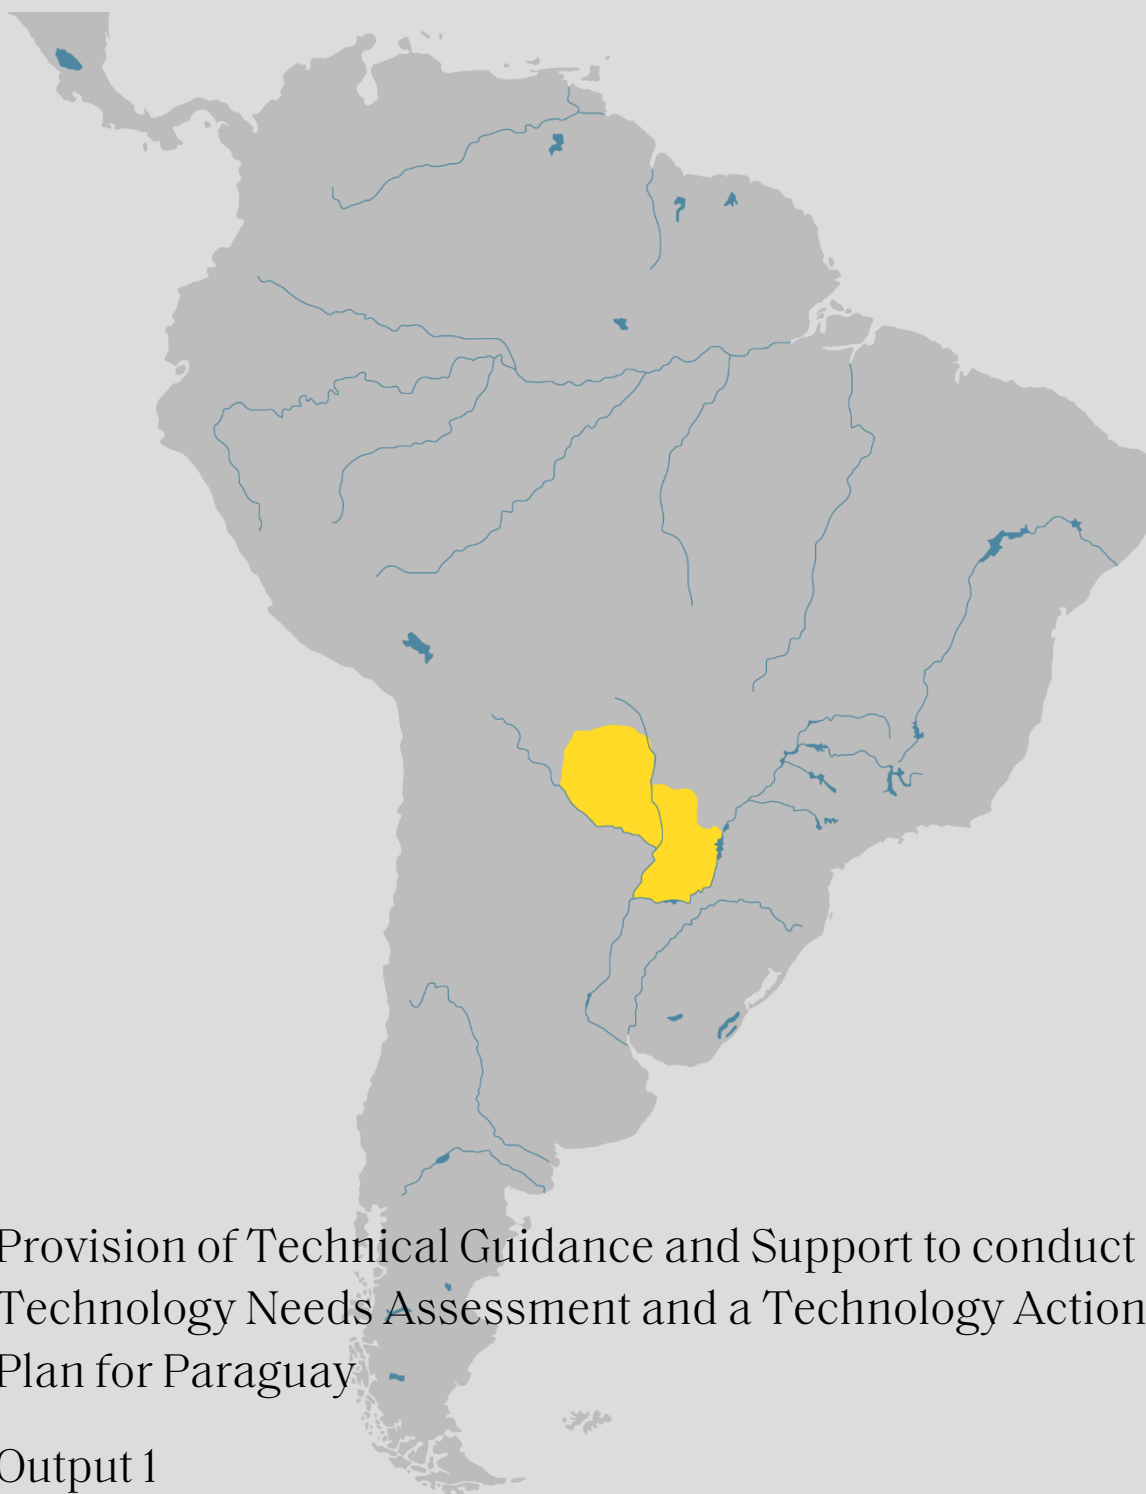 Provision of Technical Guidance and Support to conduct
Technology Needs Assessment and a Technology Action
Plan for Paraguay
Output 1